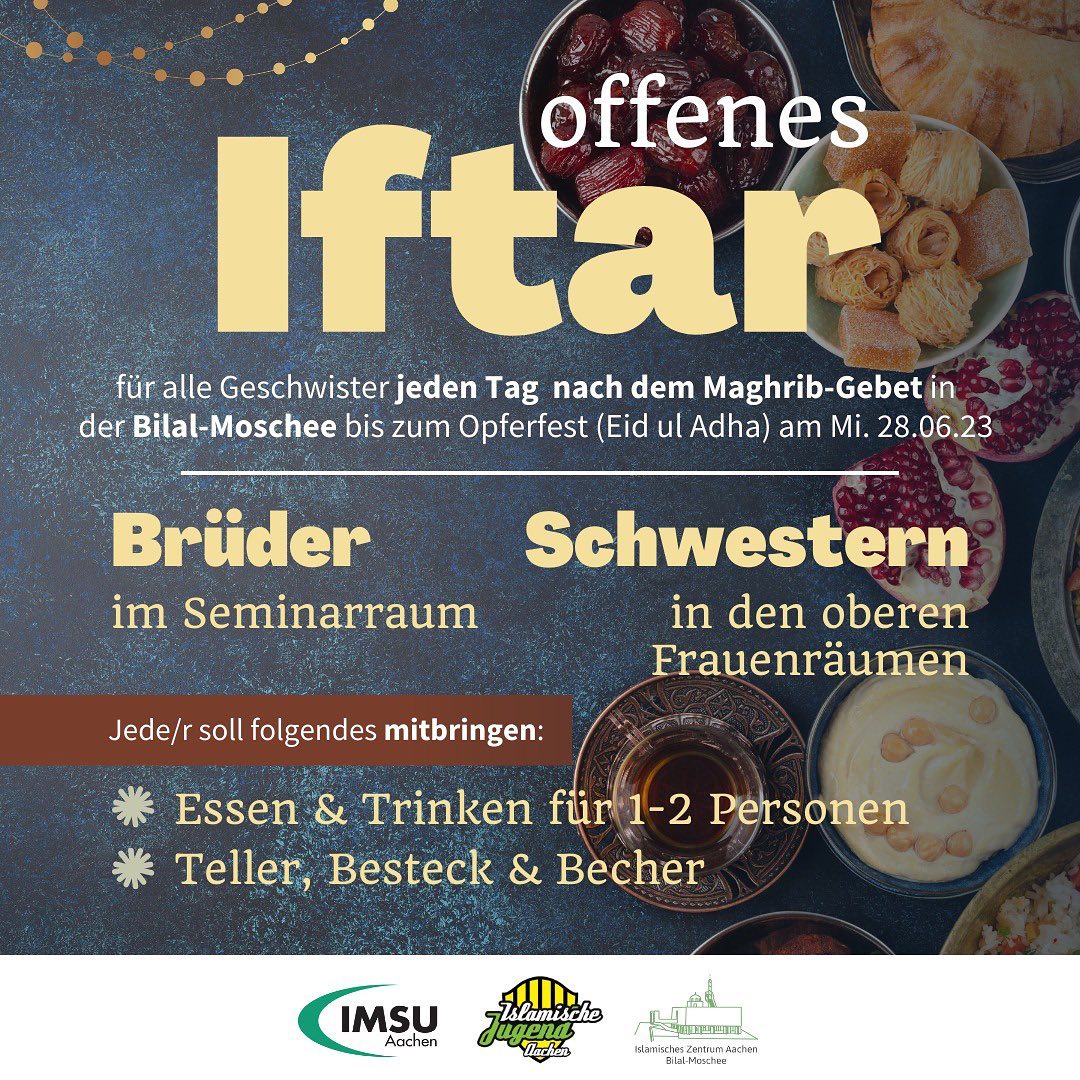 offenes
Iftar
für alle Geschwister jeden Tag nach dem Maghrib-Gebet in
der Bilal-Moschee bis zum Opferfest (Eid ul Adha) am Mi. 28.06.23
Brüder
im Seminarraum
Schwestern
in den oberen
Frauenräumen
Jede/r soll folgendes mitbringen:
Essen & Trinken für 1-2 Personen
Teller, Besteck & Becher
IMSU
Aachen
Islamische
Jugend
Aachen
Islamisches Zentrum Aachen
Bilal-Moschee